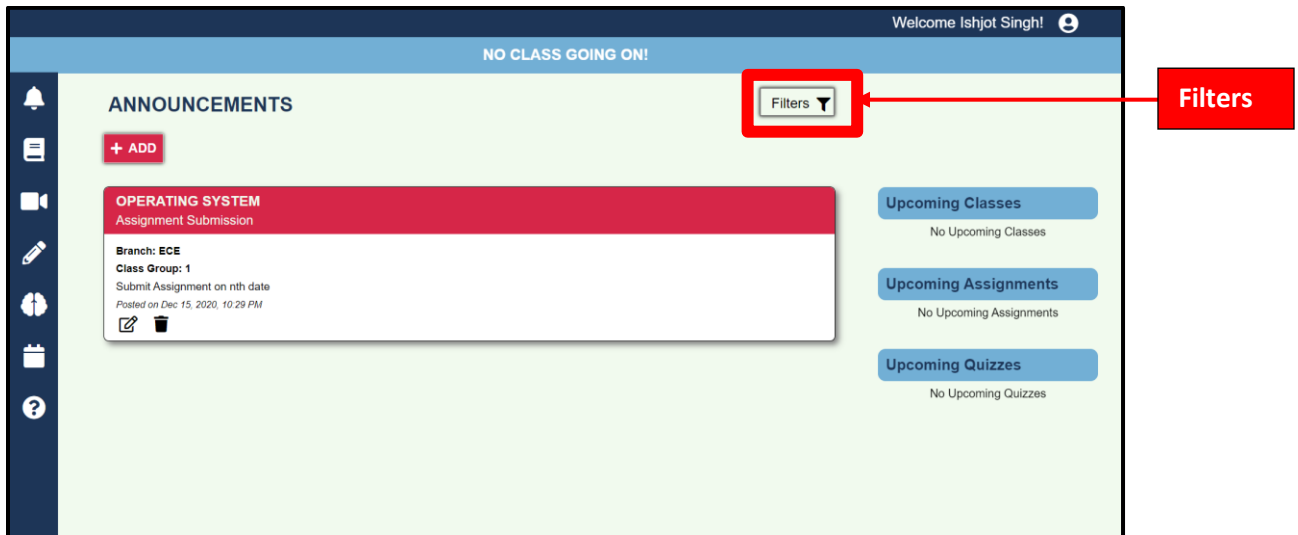 Welcome Ishjot Singh!
NO CLASS GOING ON!
ANNOUNCEMENTS
Filters
Filters
+ ADD
OPERATING SYSTEM
Assignment Submission
Branch: ECE
Class Group: 1
Submit Assignment on nth date
Posted on Dec 15, 2020, 10:29 PM
Upcoming Classes
No Upcoming Classes
Upcoming Assignments
No Upcoming Assignments
Upcoming Quizzes
No Upcoming Quizzes